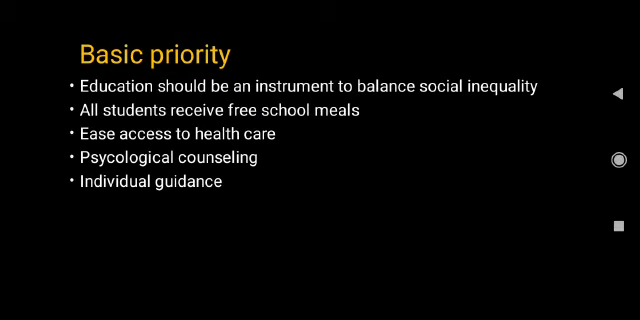 Basic priority
• Education should be an instrument to balance social inequality
• All students receive free school meals
• Ease access to health care
• Psycological counseling
• Individual guidance